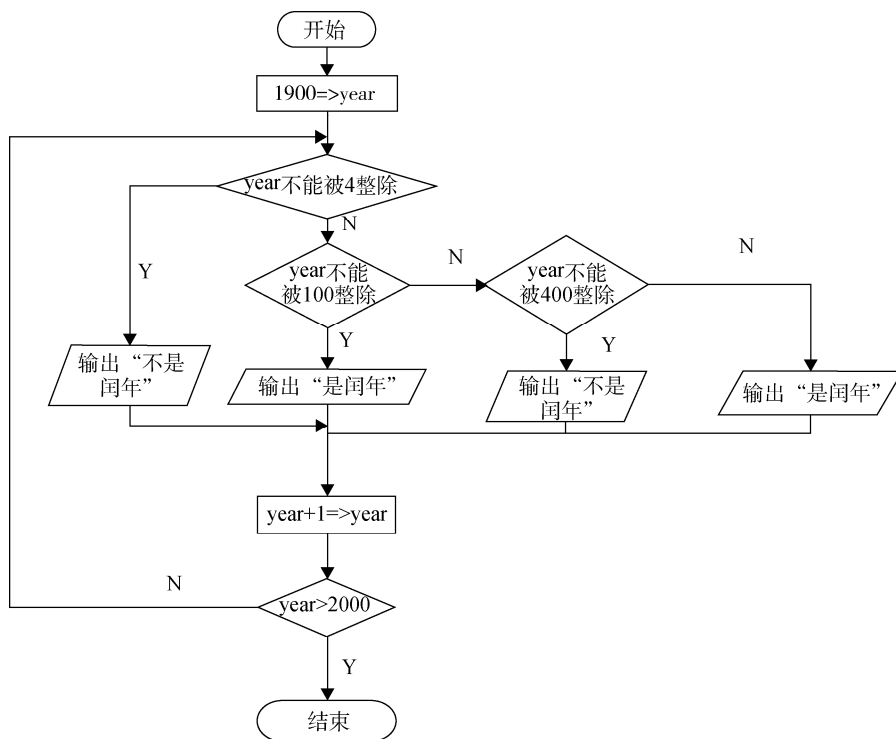 开始
1900=>year
year不能被4整除
N
Y
year不能
被100整除
N
year不能
被400整除
N
Y
Y
输出“不是
闰年”
输出“是闰年”
输出“不是
闰年”
输出“是闰年”
year+1=>year
N
year>2000
Y
结束